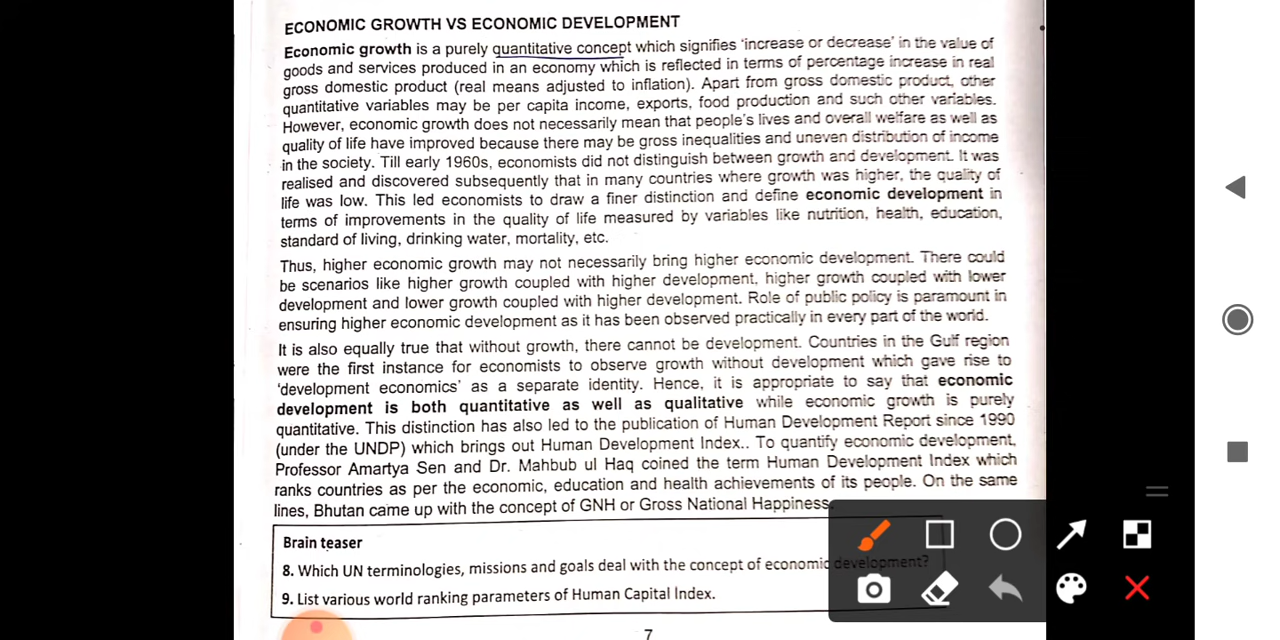 ECONOMIC GROWTH VS ECONOMIC DEVELOPMENT
Economic growth is a purely quantitative concept which signifies 'increase or decrease' in the value of
goods and services produced in an economy which is reflected in terms of percentage increase in real
gross domestic product (real means adjusted to inflation). Apart from gross domestic product, other
quantitative variables may be per capita income, exports, food production and such other variables.
However, economic growth does not necessarily mean that people's lives and overall welfare as well as
quality of life have improved because there may be gross inequalities and uneven distribution of income
in the society. Till early 1960s, economists did not distinguish between growth and development. It was
realised and discovered subsequently that in many countries where growth was higher, the quality of
life was low. This led economists to draw a finer distinction and define economic development in
terms of improvements in the quality of life measured by variables like nutrition, health, education,
standard of living, drinking water, mortality, etc.
Thus, higher economic growth may not necessarily bring higher economic development. There could
be scenarios like higher growth coupled with higher development, higher growth coupled with lower
development and lower growth coupled with higher development. Role of public policy is paramount in
ensuring higher economic development as it has been observed practically in every part of the world.
It is also equally true that without growth, there cannot be development. Countries in the Gulf region
were the first instance for economists to observe growth without development which gave rise to
'development economics' as a separate identity. Hence, it is appropriate to say that economic
development is both quantitative as well as qualitative while economic growth is purely
quantitative. This distinction has also led to the publication of Human Development Report since 1990
(under the UNDP) which brings out Human Development Index.. To quantify economic development,
Professor Amartya Sen and Dr. Mahbub ul Haq coined the term Human Development Index which
ranks countries as per the economic, education and health achievements of its people. On the same
lines, Bhutan came up with the concept of GNH or Gross National Happiness.
Brain teaser
8. Which UN terminologies, missions and goals deal with the concept of economic development?
9. List various world ranking parameters of Human Capital Index.
7